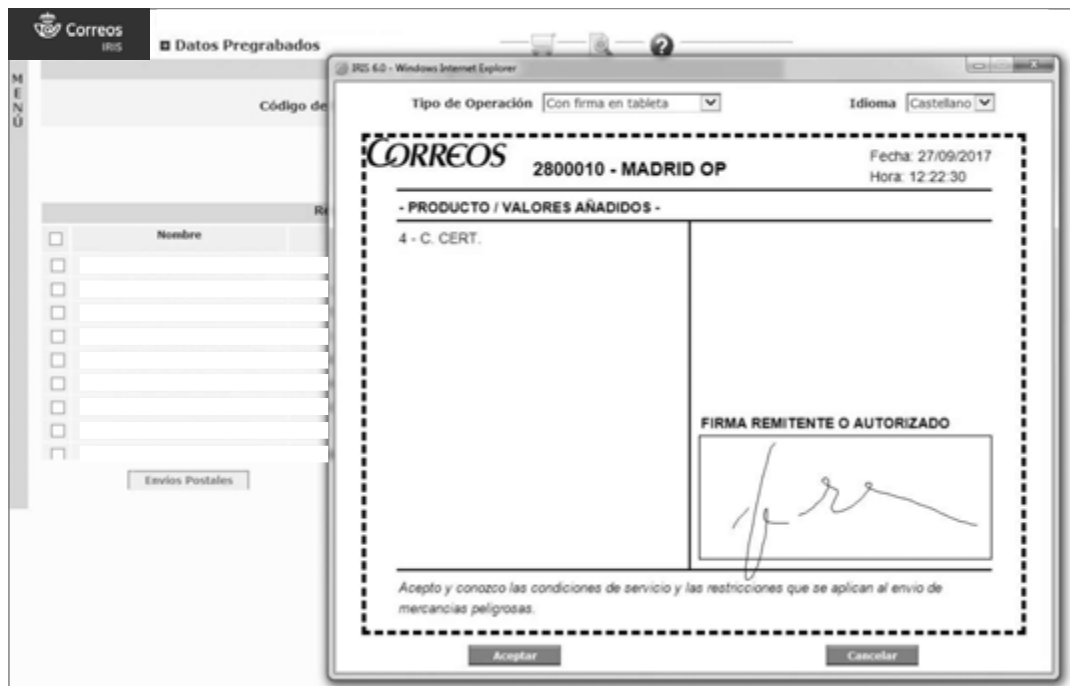 Correos
IRIS
Datos Pregrabados
?
MENÚ
Código de
Re
Nombre
Envios Postales
IRIS 6.0 - Windows Internet Explorer
Tipo de Operación Con firma en tableta
Idioma Castellano
CORREOS
2800010 - MADRID OP
Fecha: 27/09/2017
Hora: 12:22:30
- PRODUCTO / VALORES AÑADIDOS -
4 - C. CERT.
FIRMA REMITENTE O AUTORIZADO
Acepto y conozco las condiciones de servicio y las restricciones que se aplican al envio de
mercancias peligrosas.
Aceptar
Cancelar